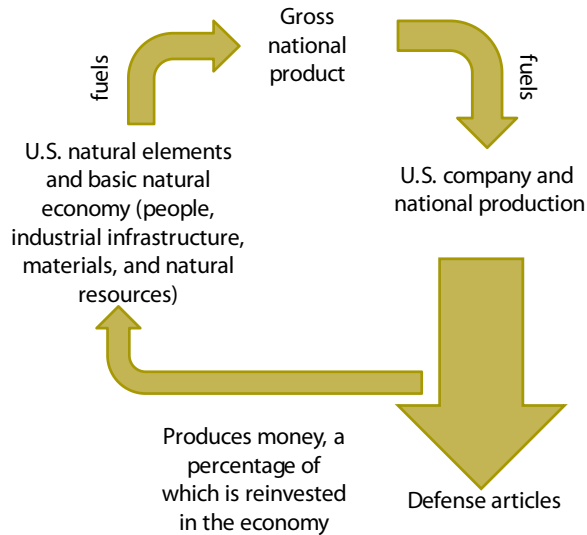 Gross
national
product
fuels
fuels
U.S. natural elements
and basic natural
economy (people,
industrial infrastructure,
materials, and natural
resources)
U.S. company and
national production
Produces money, a
percentage of
which is reinvested
in the economy
Defense articles